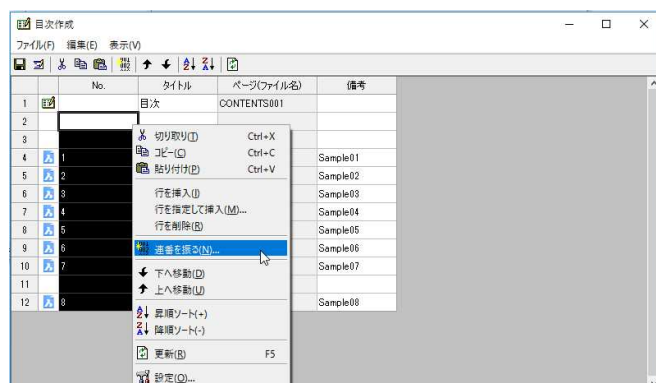 目次作成
ファイル(F) 編集(E) 表示(V)
No. タイトル ページ(ファイル名) 備考
1 目次 CONTENTS001
2
3
4 1 Sample01
5 2 Sample02
6 3 Sample03
7 4 Sample04
8 5 Sample05
9 6 Sample06
10 7 Sample07
11
12 8 Sample08
切り取り(T) Ctrl+X
コピー(C) Ctrl+C
貼り付け(P) Ctrl+V
行を挿入(I)
行を指定して挿入(M)...
行を削除(R)
連番を振る(N)...
下へ移動(D)
上へ移動(U)
昇順ソート(+)
降順ソート(-)
更新(R) F5
設定(O)...